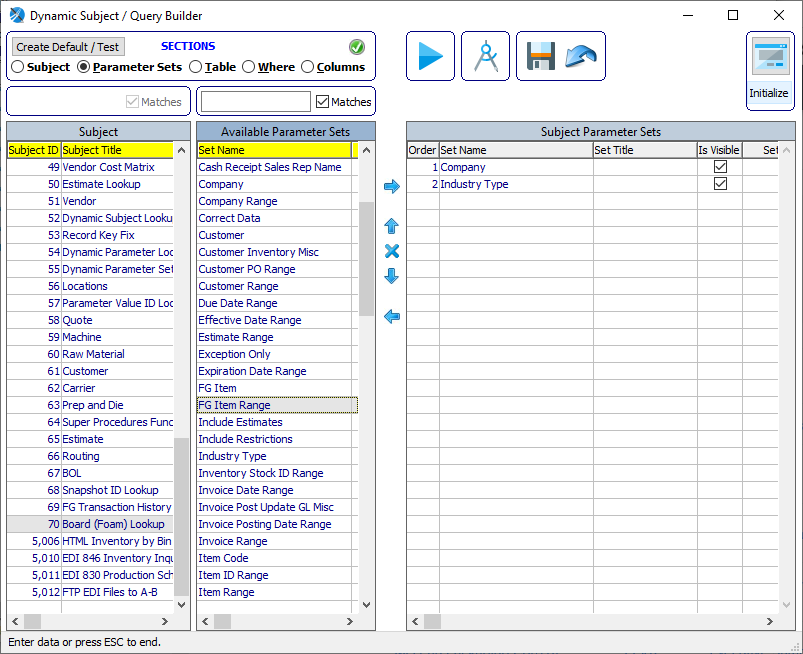 Dynamic Subject / Query Builder
Create Default / Test
SECTIONS
Subject
Parameter Sets
Table
Where
Columns
Initialize
Matches
Matches
Subject
Subject ID Subject Title
49 Vendor Cost Matrix
50 Estimate Lookup
51 Vendor
52 Dynamic Subject Looku
53 Record Key Fix
54 Dynamic Parameter Loo
55 Dynamic Parameter Set
56 Locations
57 Parameter Value ID Loo
58 Quote
59 Machine
60 Raw Material
61 Customer
62 Carrier
63 Prep and Die
64 Super Procedures Func
65 Estimate
66 Routing
67 BOL
68 Snapshot ID Lookup
69 FG Transaction History
70 Board (Foam) Lookup
5,006 HTML Inventory by Bin
5,010 EDI 846 Inventory Inqu
5,011 EDI 830 Production Sch
5,012 FTP EDI Files to A-B
Available Parameter Sets
Set Name
Cash Receipt Sales Rep Name
Company
Company Range
Correct Data
Customer
Customer Inventory Misc
Customer PO Range
Customer Range
Due Date Range
Effective Date Range
Estimate Range
Exception Only
Expiration Date Range
FG Item
FG Item Range
Include Estimates
Include Restrictions
Industry Type
Inventory Stock ID Range
Invoice Date Range
Invoice Post Update GL Misc
Invoice Posting Date Range
Invoice Range
Item Code
Item ID Range
Item Range
Subject Parameter Sets
Order Set Name Set Title Is Visible Set
1 Company
2 Industry Type
Enter data or press ESC to end.